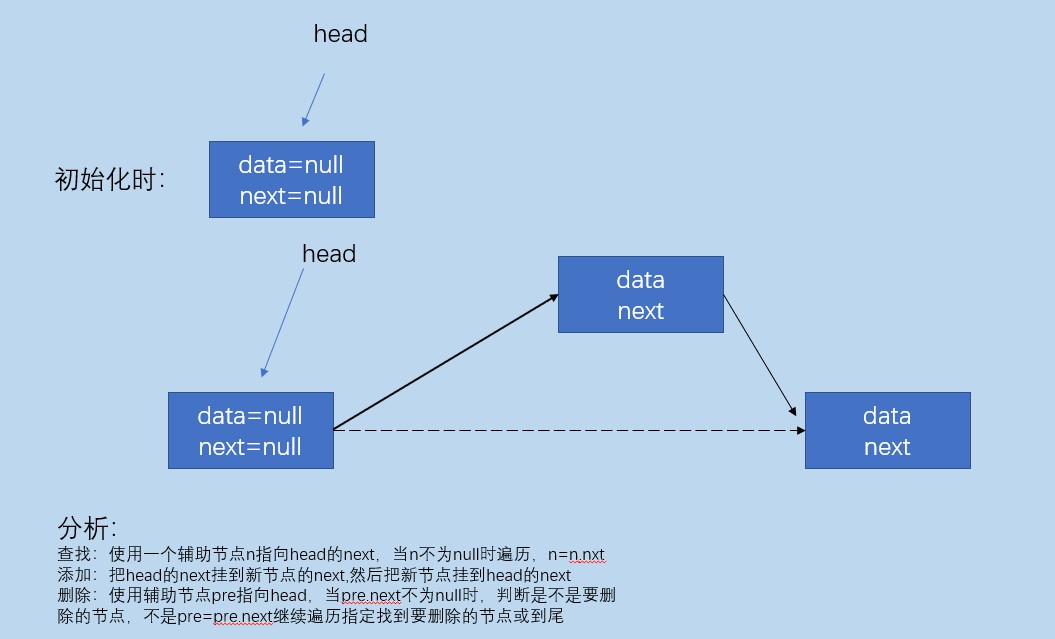 head
初始化时：
data=null
next=null
head
data
next
data=null
next=null
data
next
分析：
查找：使用一个辅助节点n指向head的next，当n不为null时遍历，n=n.nxt
添加：把head的next挂到新节点的next,然后把新节点挂到head的next
删除：使用辅助节点pre指向head，当pre.next不为null时，判断是不是要删
除的节点，不是pre=pre.next继续遍历指定找到要删除的节点或到尾